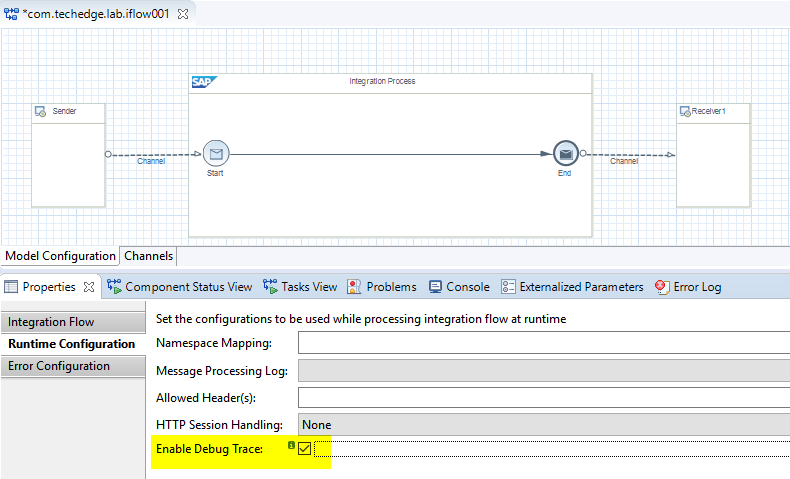 *com.techedge.lab.iflow001
SAP Integration Process
Sender
Receiver1
Channel
Channel
Start
End
Model Configuration Channels
Properties Component Status View Tasks View Problems Console Externalized Parameters Error Log
Integration Flow
Runtime Configuration
Error Configuration
Set the configurations to be used while processing integration flow at runtime
Namespace Mapping:
Message Processing Log:
Allowed Header(s):
HTTP Session Handling: None
Enable Debug Trace: